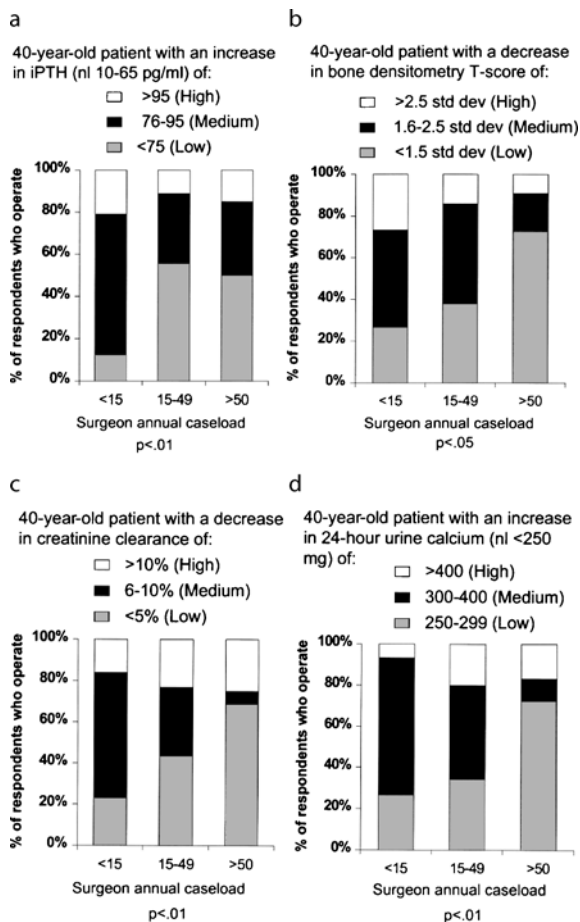 a
40-year-old patient with an increase
in iPTH (nl 10-65 pg/ml) of:
>95 (High)
76-95 (Medium)
<75 (Low)
% of respondents who operate
100%
80%
60%
40%
20%
0%
<15 15-49 >50
Surgeon annual caseload
p<.01
b
40-year-old patient with a decrease
in bone densitometry T-score of:
>2.5 std dev (High)
1.6-2.5 std dev (Medium)
<1.5 std dev (Low)
% of respondents who operate
100%
80%
60%
40%
20%
0%
<15 15-49 >50
Surgeon annual caseload
p<.05
c
40-year-old patient with a decrease
in creatinine clearance of:
>10% (High)
6-10% (Medium)
<5% (Low)
% of respondents who operate
100%
80%
60%
40%
20%
0%
<15 15-49 >50
Surgeon annual caseload
p<.01
d
40-year-old patient with an increase
in 24-hour urine calcium (nl <250
mg) of:
>400 (High)
300-400 (Medium)
250-299 (Low)
% of respondents who operate
100%
80%
60%
40%
20%
0%
<15 15-49 >50
Surgeon annual caseload
p<.01